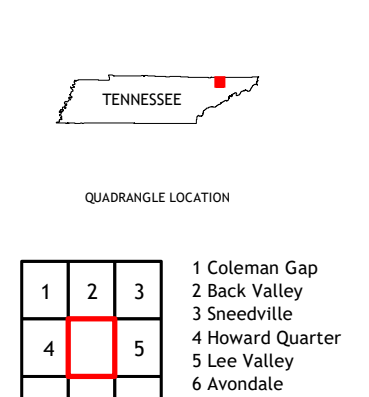 TENNESSEE
QUADRANGLE LOCATION
1 2 3
4 5
1 Coleman Gap
2 Back Valley
3 Sneedville
4 Howard Quarter
5 Lee Valley
6 Avondale